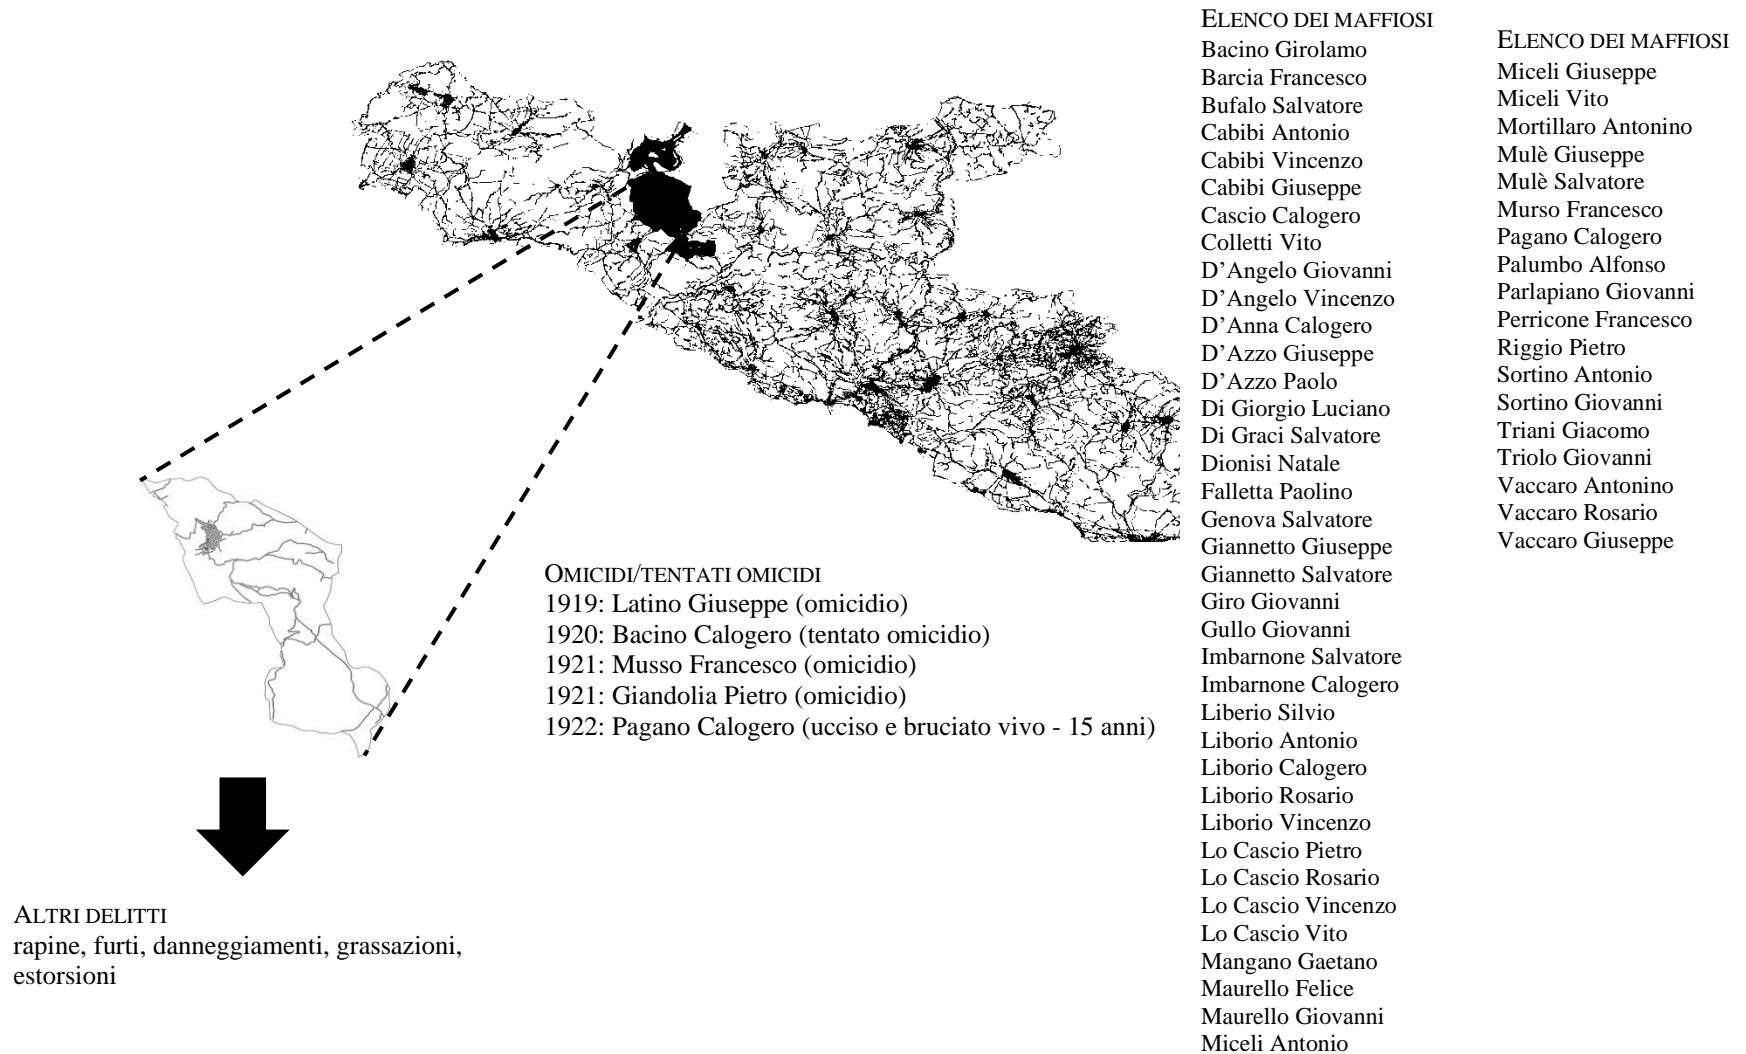 ELENCO DEI MAFFIOSI
Bacino Girolamo
Barcia Francesco
Bufalo Salvatore
Cabibi Antonio
Cabibi Vincenzo
Cabibi Giuseppe
Cascio Calogero
Colletti Vito
D’Angelo Giovanni
D’Angelo Vincenzo
D’Anna Calogero
D’Azzo Giuseppe
D’Azzo Paolo
Di Giorgio Luciano
Di Graci Salvatore
Dionisi Natale
Falletta Paolino
Genova Salvatore
Giannetto Giuseppe
Giannetto Salvatore
Giro Giovanni
Gullo Giovanni
Imbarnone Salvatore
Imbarnone Calogero
Liberio Silvio
Liborio Antonio
Liborio Calogero
Liborio Rosario
Liborio Vincenzo
Lo Cascio Pietro
Lo Cascio Rosario
Lo Cascio Vincenzo
Lo Cascio Vito
Mangano Gaetano
Maurello Felice
Maurello Giovanni
Miceli Antonio
ELENCO DEI MAFFIOSI
Miceli Giuseppe
Miceli Vito
Mortillaro Antonino
Mulè Giuseppe
Mulè Salvatore
Murso Francesco
Pagano Calogero
Palumbo Alfonso
Parlapiano Giovanni
Perricone Francesco
Riggio Pietro
Sortino Antonio
Sortino Giovanni
Triani Giacomo
Triolo Giovanni
Vaccaro Antonino
Vaccaro Rosario
Vaccaro Giuseppe
OMICIDI/TENTATI OMICIDI
1919: Latino Giuseppe (omicidio)
1920: Bacino Calogero (tentato omicidio)
1921: Musso Francesco (omicidio)
1921: Giandolia Pietro (omicidio)
1922: Pagano Calogero (ucciso e bruciato vivo - 15 anni)
ALTRI DELITTI
rapine, furti, danneggiamenti, grassazioni,
estorsioni